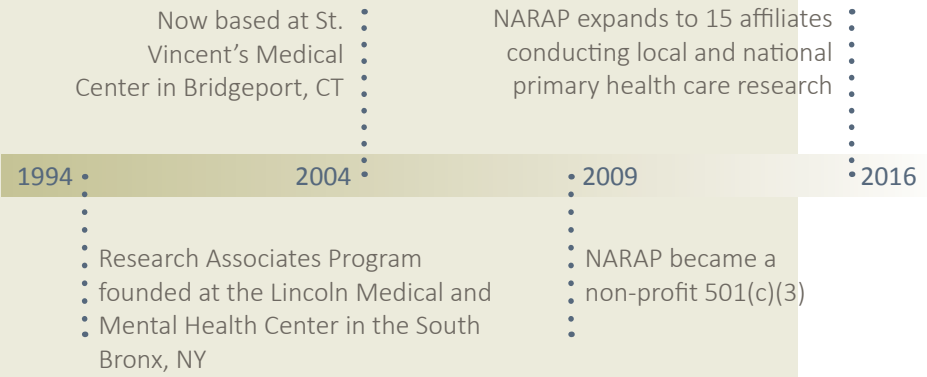 Now based at St.
Vincent’s Medical
Center in Bridgeport, CT
NARAP expands to 15 affiliates
conducting local and national
primary health care research
1994
2004
2009
2016
Research Associates Program
founded at the Lincoln Medical and
Mental Health Center in the South
Bronx, NY
NARAP became a
non-profit 501(c)(3)